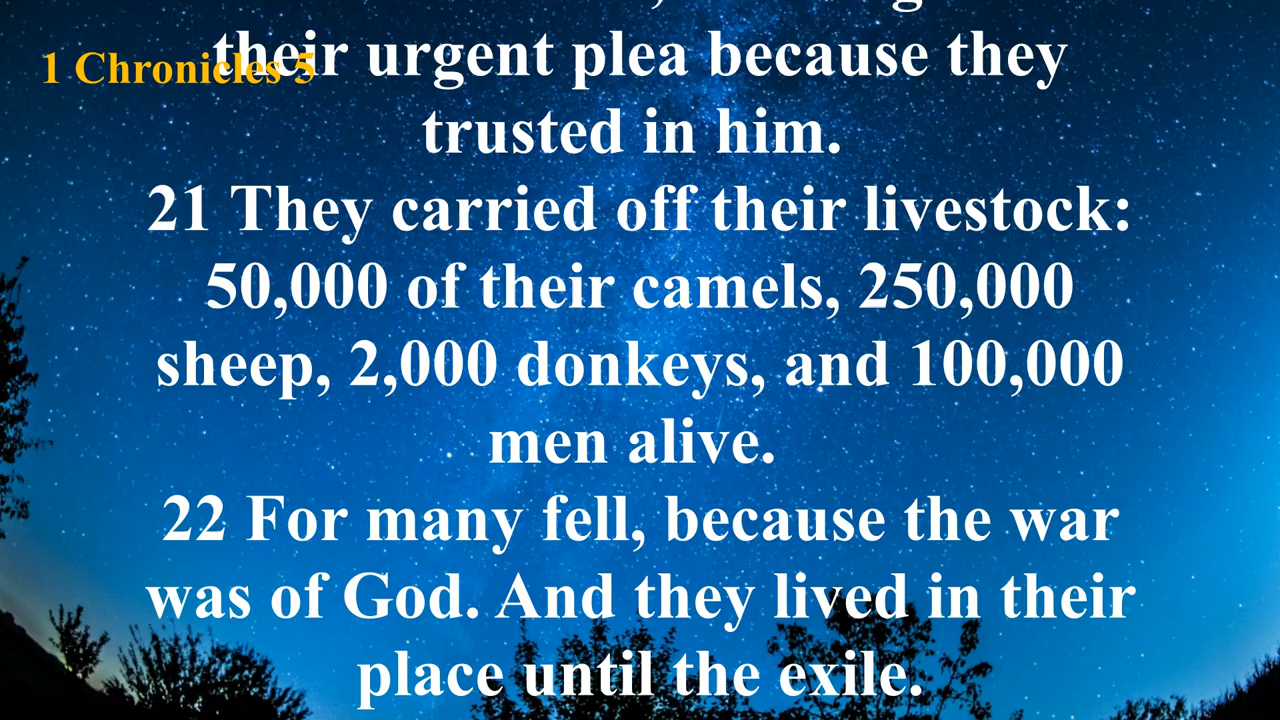 1 Chronicles 5
their urgent plea because they
trusted in him.
21 They carried off their livestock:
50,000 of their camels, 250,000
sheep, 2,000 donkeys, and 100,000
men alive.
22 For many fell, because the war
was of God. And they lived in their
place until the exile.